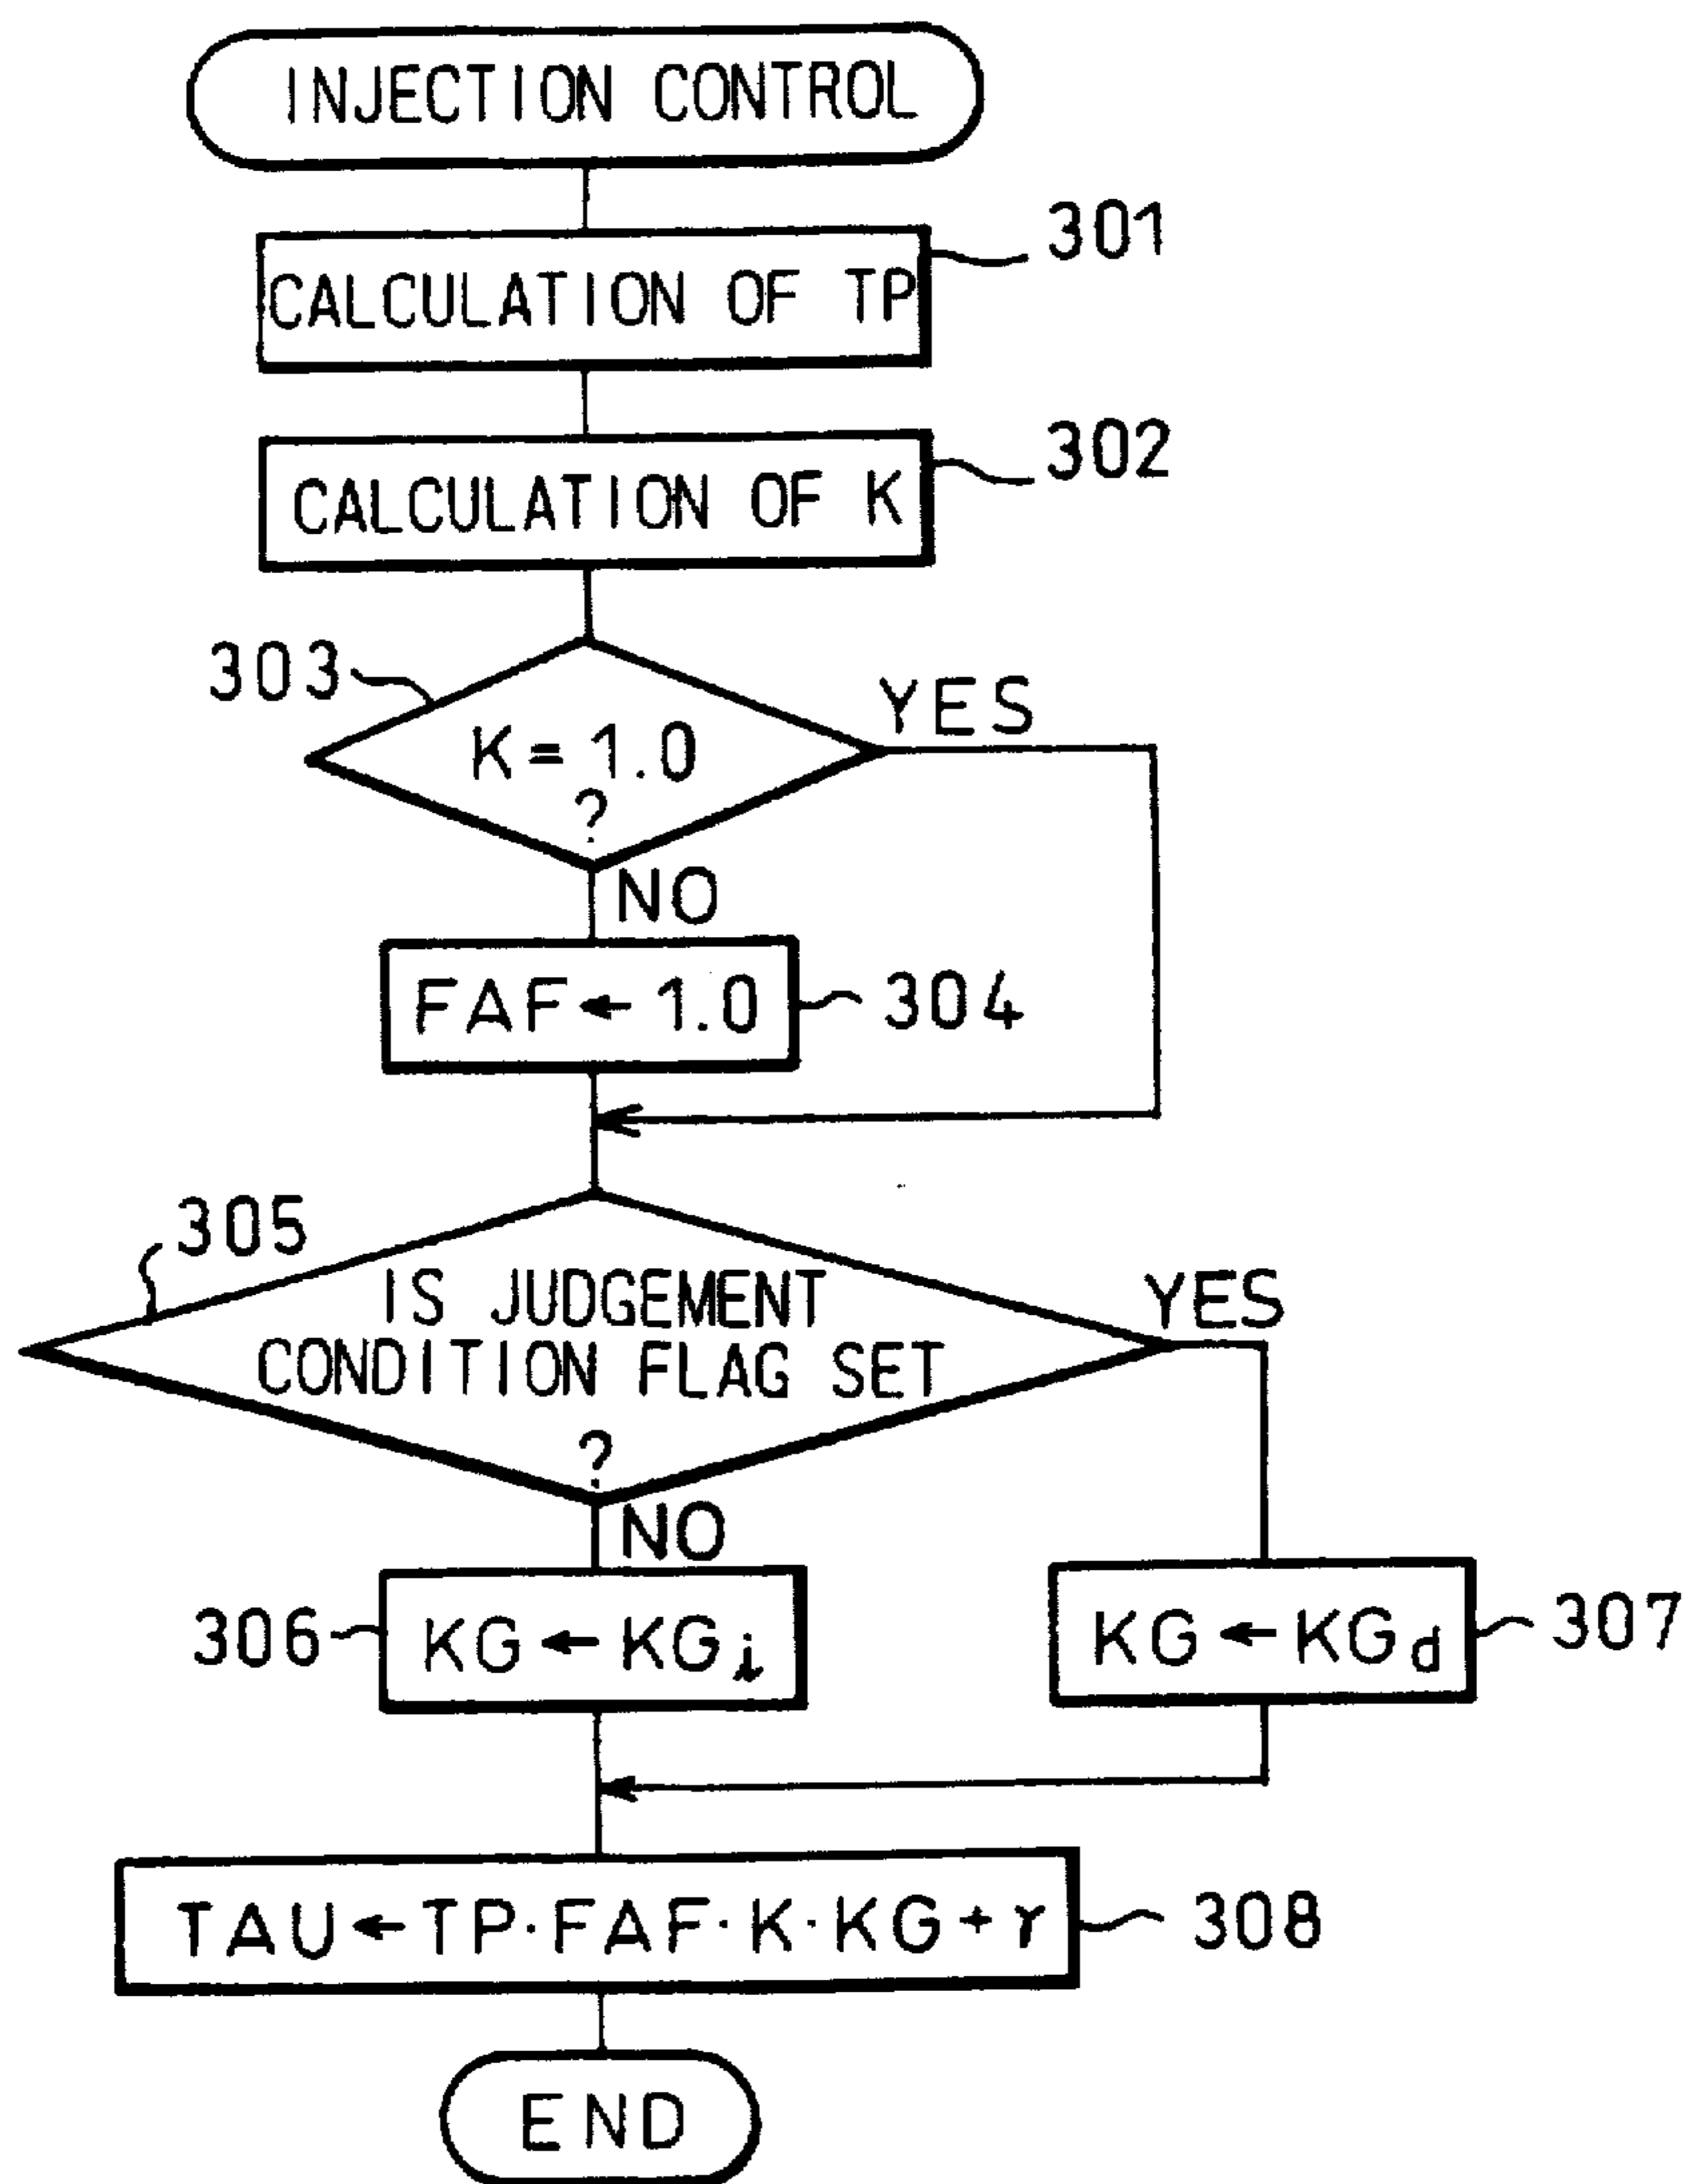 INJECTION CONTROL
301
CALCULATION OF TP
302
CALCULATION OF K
303
K = 1.0
?
YES
NO
FAF ← 1.0
304
305
IS JUDGEMENT
CONDITION FLAG SET
?
YES
NO
306
KG ← KGi
KG ← KGd
307
TAU ← TP·FAF·K·KG + γ
308
END